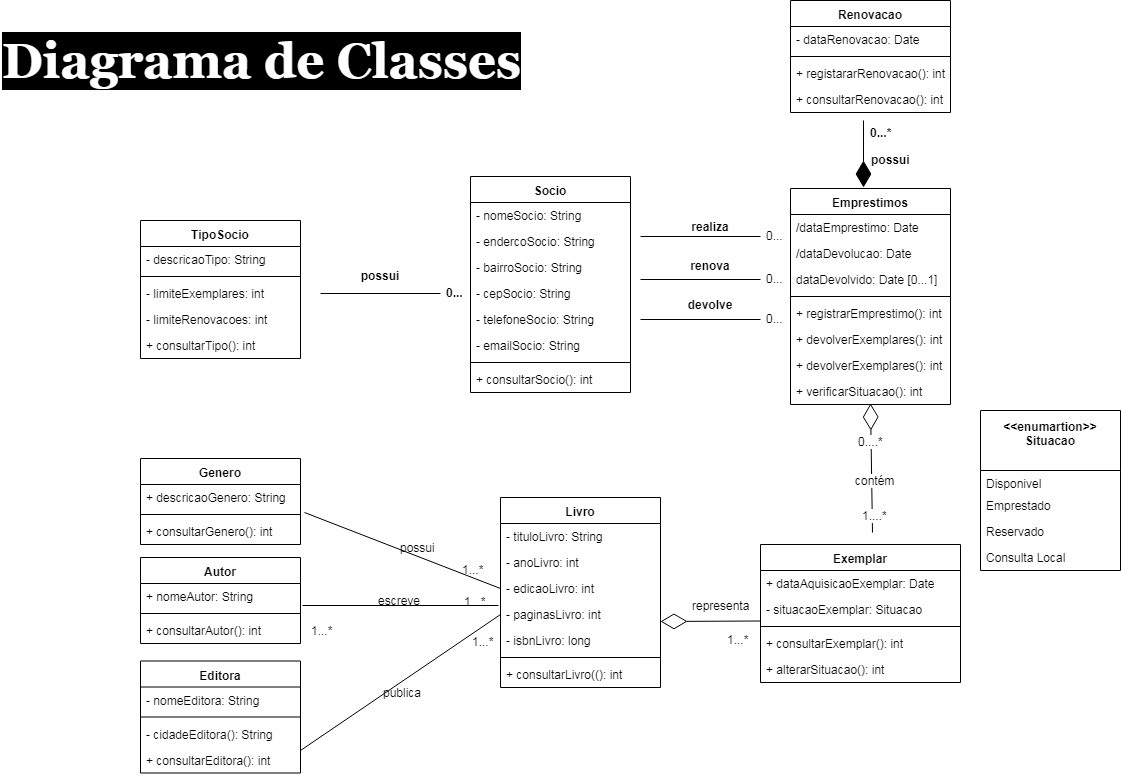 Diagrama de Classes
Renovacao
- dataRenovacao: Date
+ registararRenovacao(): int
+ consultarRenovacao(): int
0...*
possui
Emprestimos
/dataEmprestimo: Date
/dataDevolucao: Date
dataDevolvido: Date [0...1]
+ registrarEmprestimo(): int
+ devolverExemplares(): int
+ devolverExemplares(): int
+ verificarSituacao(): int
Socio
- nomeSocio: String
- endercoSocio: String
- bairroSocio: String
- cepSocio: String
- telefoneSocio: String
- emailSocio: String
+ consultarSocio(): int
realiza
0...
renova
0...
devolve
0...
TipoSocio
- descricaoTipo: String
- limiteExemplares: int
- limiteRenovacoes: int
+ consultarTipo(): int
possui
0...
0....*
contém
1....*
<<enumartion>>
Situacao
Disponivel
Emprestado
Reservado
Consulta Local
Genero
+ descricaoGenero: String
+ consultarGenero(): int
possui
1...*
Autor
+ nomeAutor: String
+ consultarAutor(): int
escreve
1...*
1...*
Editora
- nomeEditora: String
- cidadeEditora(): String
+ consultarEditora(): int
publica
1...*
Livro
- tituloLivro: String
- anoLivro: int
- edicaoLivro: int
- paginasLivro: int
- isbnLivro: long
+ consultarLivro((): int
representa
1...*
Exemplar
+ dataAquisicaoExemplar: Date
- situacaoExemplar: Situacao
+ consultarExemplar(): int
+ alterarSituacao(): int